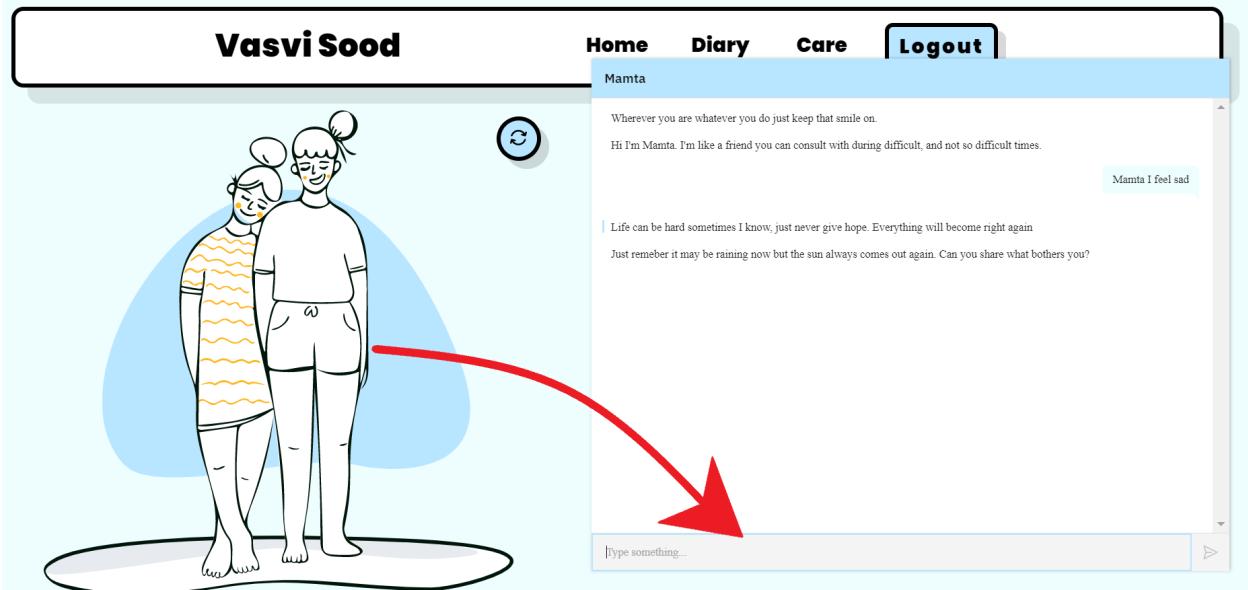 Vasvi Sood
Home Diary Care Logout
Mamta
Wherever you are whatever you do just keep that smile on.
Hi I'm Mamta. I'm like a friend you can consult with during difficult, and not so difficult times.
Mamta I feel sad
Life can be hard sometimes I know, just never give hope. Everything will become right again
Just remeber it may be raining now but the sun always comes out again. Can you share what bothers you?
Type something...